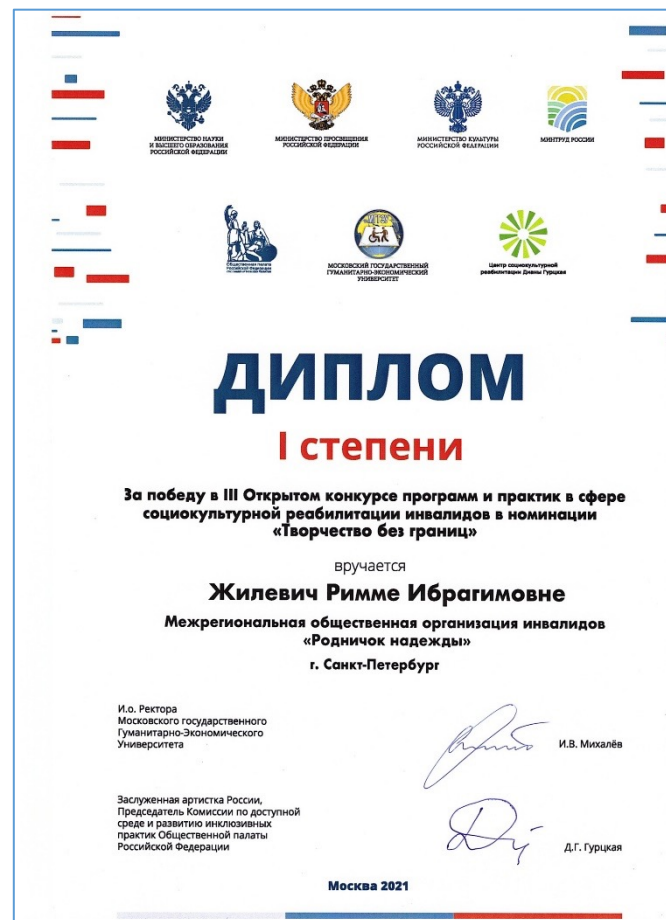 МИНИСТЕРСТВО НАУКИ
И ВЫСШЕГО ОБРАЗОВАНИЯ
РОССИЙСКОЙ ФЕДЕРАЦИИ
МИНИСТЕРСТВО ПРОСВЕЩЕНИЯ
РОССИЙСКОЙ ФЕДЕРАЦИИ
МИНИСТЕРСТВО КУЛЬТУРЫ
РОССИЙСКОЙ ФЕДЕРАЦИИ
МИНТРУД РОССИИ
Общественная палата
Российской Федерации
МОСКОВСКИЙ ГОСУДАРСТВЕННЫЙ
ГУМАНИТАРНО-ЭКОНОМИЧЕСКИЙ
УНИВЕРСИТЕТ
Центр социокультурной
реабилитации Дианы Гурцкая
ДИПЛОМ
I степени
За победу в III Открытом конкурсе программ и практик в сфере
социокультурной реабилитации инвалидов в номинации
«Творчество без границ»
вручается
Жилевич Римме Ибрагимовне
Межрегиональная общественная организация инвалидов
«Родничок надежды»
г. Санкт-Петербург
И.о. Ректора
Московского государственного
Гуманитарно-Экономического
Университета
И.В. Михалёв
Заслуженная артистка России,
Председатель Комиссии по доступной
среде и развитию инклюзивных
практик Общественной палаты
Российской Федерации
Д.Г. Гурцкая
Москва 2021